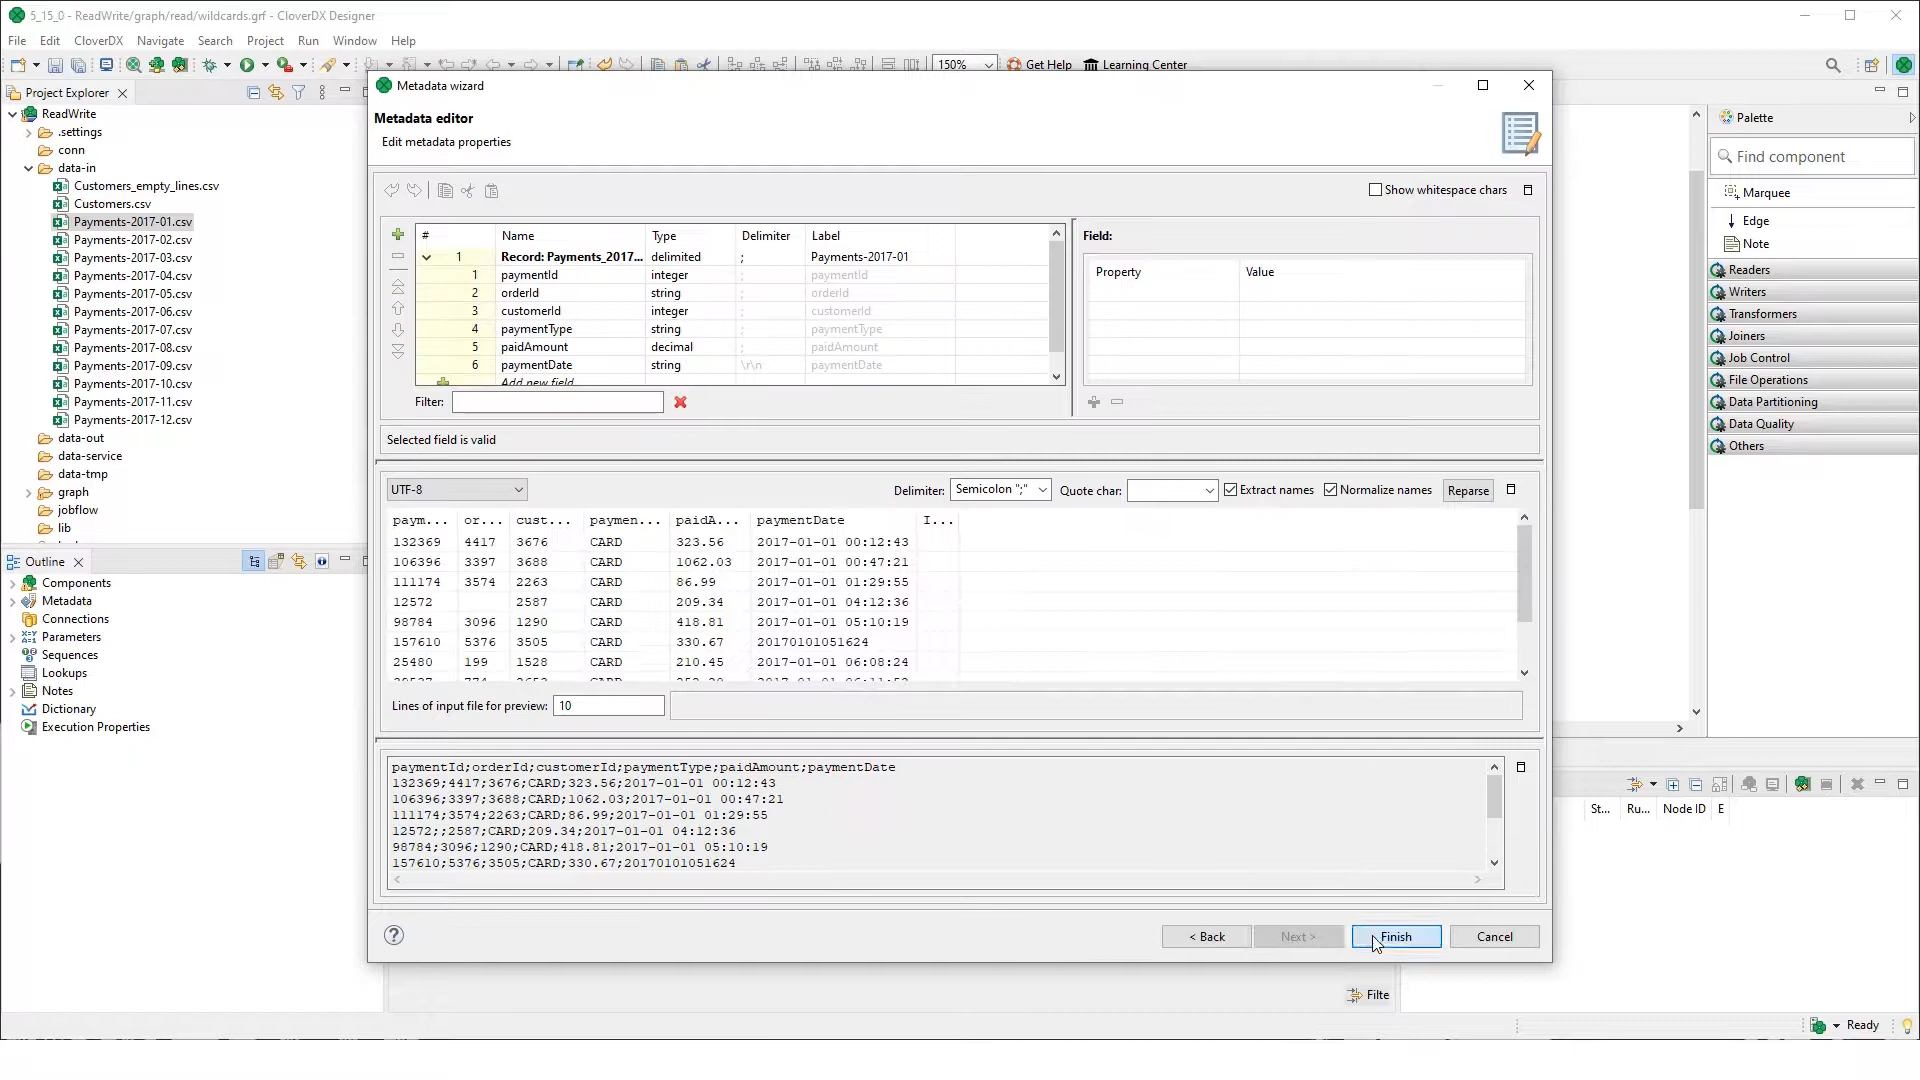 5_15_0 - ReadWrite/graph/read/wildcards.grf - CloverDX Designer
File Edit CloverDX Navigate Search Project Run Window Help
150% Get Help Learning Center
Project Explorer
ReadWrite
.settings
conn
data-in
Customers_empty_lines.csv
Customers.csv
Payments-2017-01.csv
Payments-2017-02.csv
Payments-2017-03.csv
Payments-2017-04.csv
Payments-2017-05.csv
Payments-2017-06.csv
Payments-2017-07.csv
Payments-2017-08.csv
Payments-2017-09.csv
Payments-2017-10.csv
Payments-2017-11.csv
Payments-2017-12.csv
data-out
data-service
data-tmp
graph
jobflow
lib
Outline
Components
Metadata
Connections
Parameters
Sequences
Lookups
Notes
Dictionary
Execution Properties
Metadata wizard
Metadata editor
Edit metadata properties
Show whitespace chars
# Name Type Delimiter Label
1 Record: Payments_2017... delimited ; Payments-2017-01
1 paymentId integer ; paymentId
2 orderId string ; orderId
3 customerId integer ; customerId
4 paymentType string ; paymentType
5 paidAmount decimal ; paidAmount
6 paymentDate string \r\n paymentDate
Add new field
Filter:
Field:
Property Value
Selected field is valid
UTF-8 Delimiter: Semicolon ";" Quote char: Extract names Normalize names Reparse
paym... or... cust... paymen... paidA... paymentDate I...
132369 4417 3676 CARD 323.56 2017-01-01 00:12:43
106396 3397 3688 CARD 1062.03 2017-01-01 00:47:21
111174 3574 2263 CARD 86.99 2017-01-01 01:29:55
12572 2587 CARD 209.34 2017-01-01 04:12:36
98784 3096 1290 CARD 418.81 2017-01-01 05:10:19
157610 5376 3505 CARD 330.67 20170101051624
25480 199 1528 CARD 210.45 2017-01-01 06:08:24
Lines of input file for preview: 10
paymentId;orderId;customerId;paymentType;paidAmount;paymentDate
132369;4417;3676;CARD;323.56;2017-01-01 00:12:43
106396;3397;3688;CARD;1062.03;2017-01-01 00:47:21
111174;3574;2263;CARD;86.99;2017-01-01 01:29:55
12572;;2587;CARD;209.34;2017-01-01 04:12:36
98784;3096;1290;CARD;418.81;2017-01-01 05:10:19
157610;5376;3505;CARD;330.67;20170101051624
< Back Next > Finish Cancel
Palette
Find component
Marquee
Edge
Note
Readers
Writers
Transformers
Joiners
Job Control
File Operations
Data Partitioning
Data Quality
Others
St... Ru... Node ID E
Filte
Ready